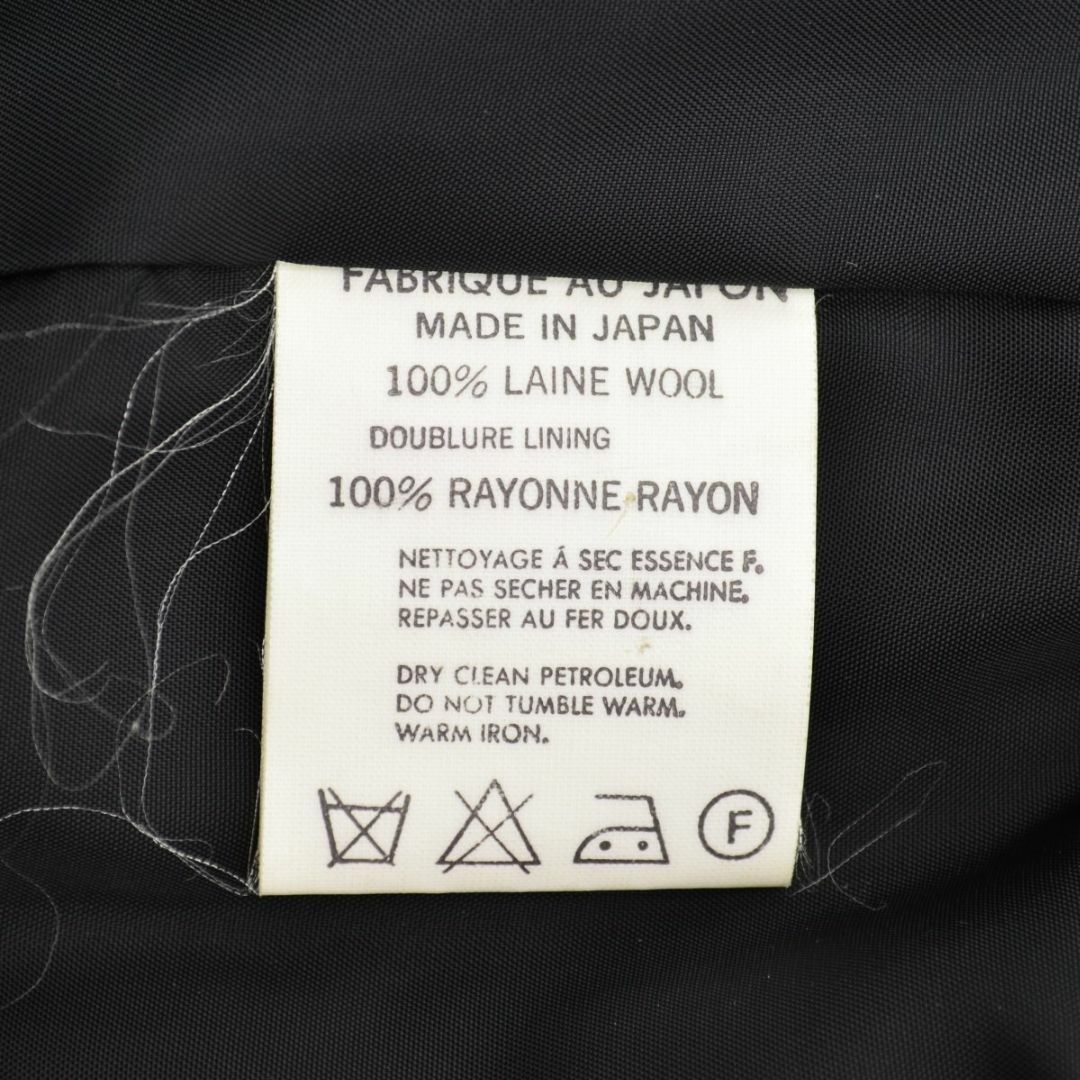 FABRIQUE AU JAPON
MADE IN JAPAN
100% LAINE WOOL
DOUBLURE LINING
100% RAYONNE RAYON
NETTOYAGE Á SEC ESSENCE F.
NE PAS SECHER EN MACHINE.
REPASSER AU FER DOUX.
DRY CLEAN PETROLEUM.
DO NOT TUMBLE WARM.
WARM IRON.
F